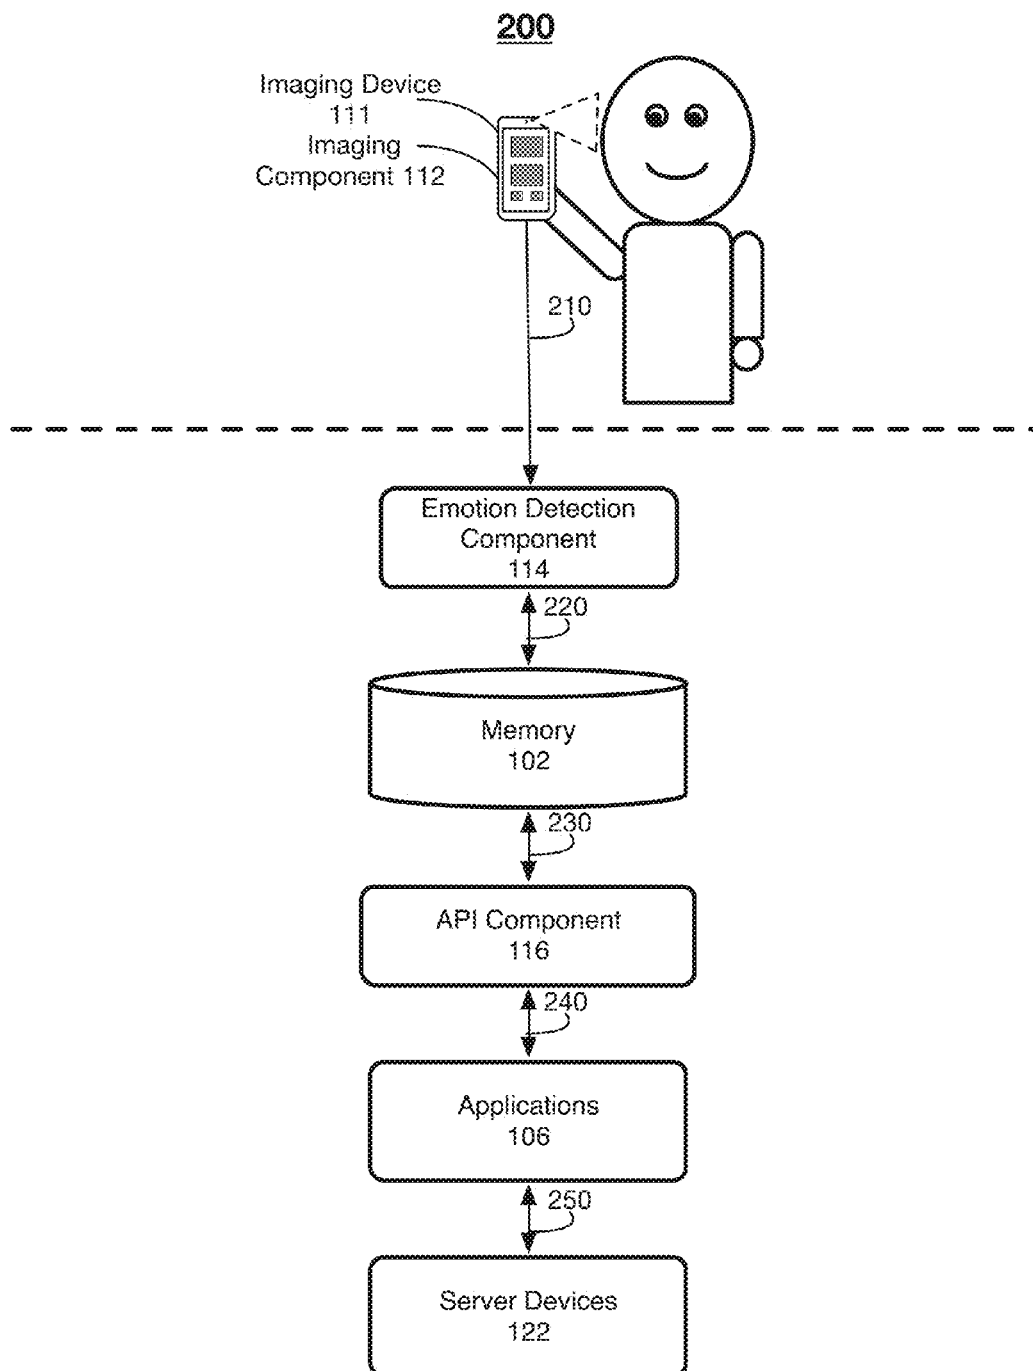 200
Imaging Device
111
Imaging
Component 112
210
Emotion Detection
Component
114
220
Memory
102
230
API Component
116
240
Applications
106
250
Server Devices
122